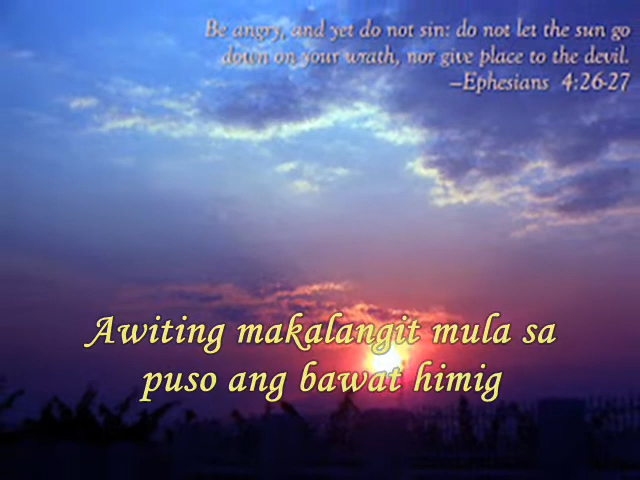 Be angry, and yet do not sin: do not let the sun go
down on your wrath, nor give place to the devil.
–Ephesians 4:26-27
Awiting makalangit mula sa
puso ang bawat himig